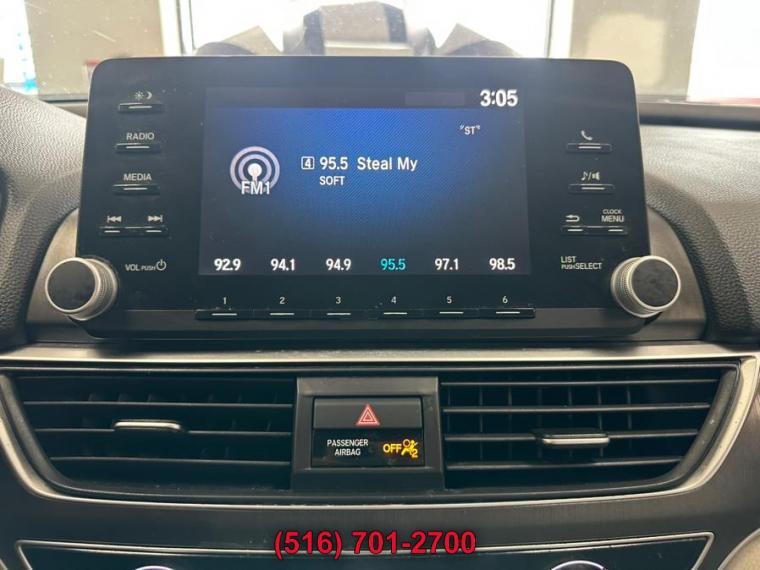 3:05
"ST"
RADIO
4 95.5 Steal My
SOFT
FM1
MEDIA
CLOCK
MENU
VOL PUSH
LIST
PUSH SELECT
92.9 94.1 94.9 95.5 97.1 98.5
1 2 3 4 5 6
PASSENGER
AIRBAG
OFF 2
(516) 701-2700